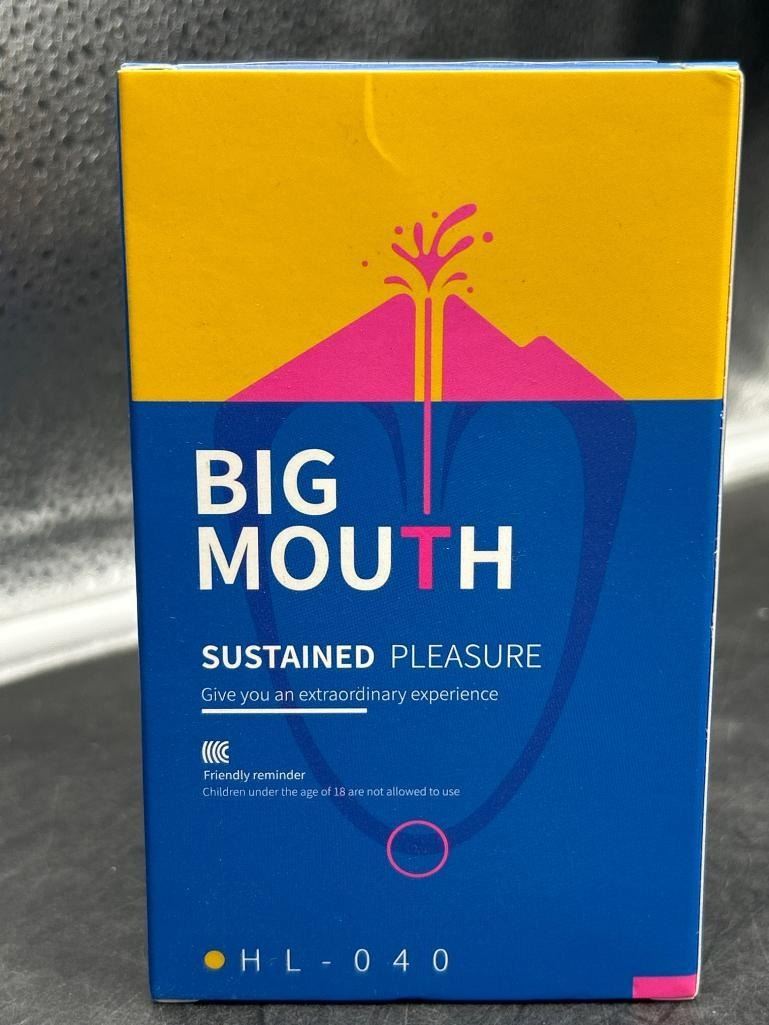 BIG
MOUTH
SUSTAINED PLEASURE
Give you an extraordinary experience
Friendly reminder
Children under the age of 18 are not allowed to use
HL-040